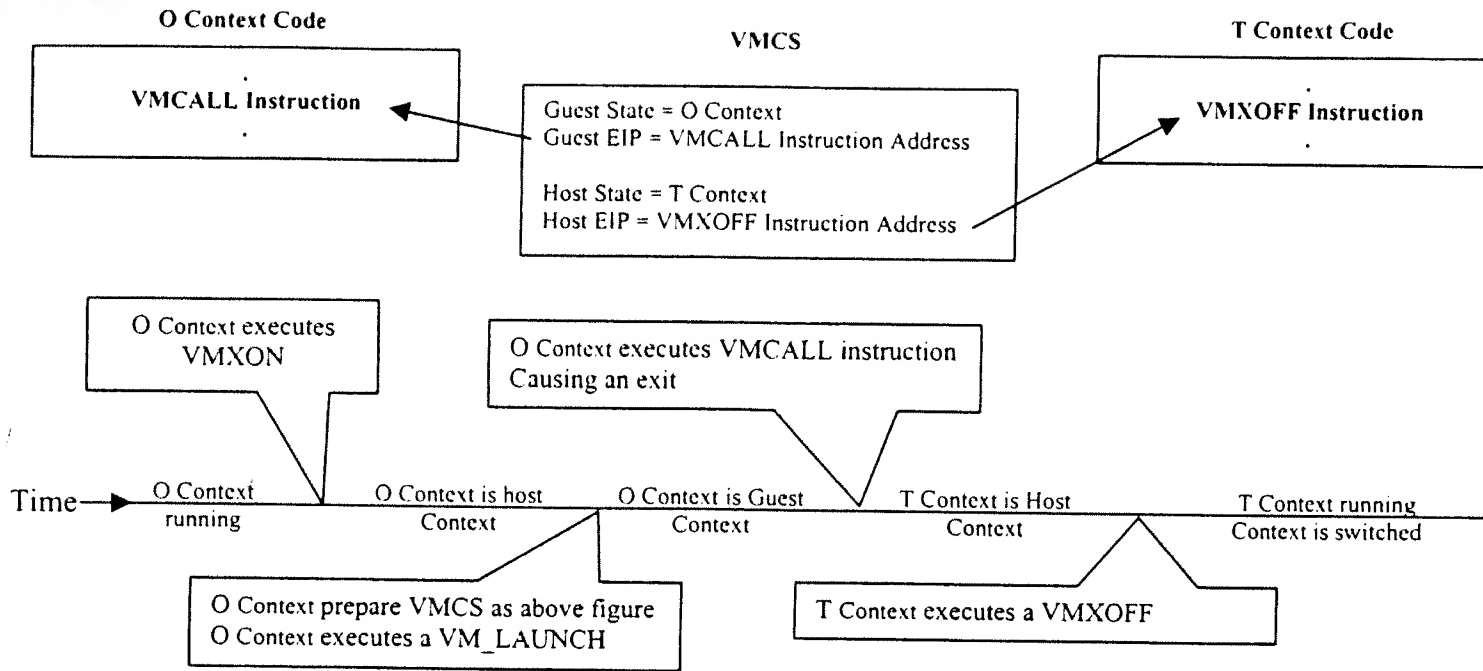 O Context Code
VMCS
T Context Code
.
VMCALL Instruction
.
Guest State = O Context
Guest EIP = VMCALL Instruction Address
Host State = T Context
Host EIP = VMXOFF Instruction Address
.
VMXOFF Instruction
.
O Context executes
VMXON
O Context executes VMCALL instruction
Causing an exit
Time
O Context
running
O Context is host
Context
O Context is Guest
Context
T Context is Host
Context
T Context running
Context is switched
O Context prepare VMCS as above figure
O Context executes a VM_LAUNCH
T Context executes a VMXOFF